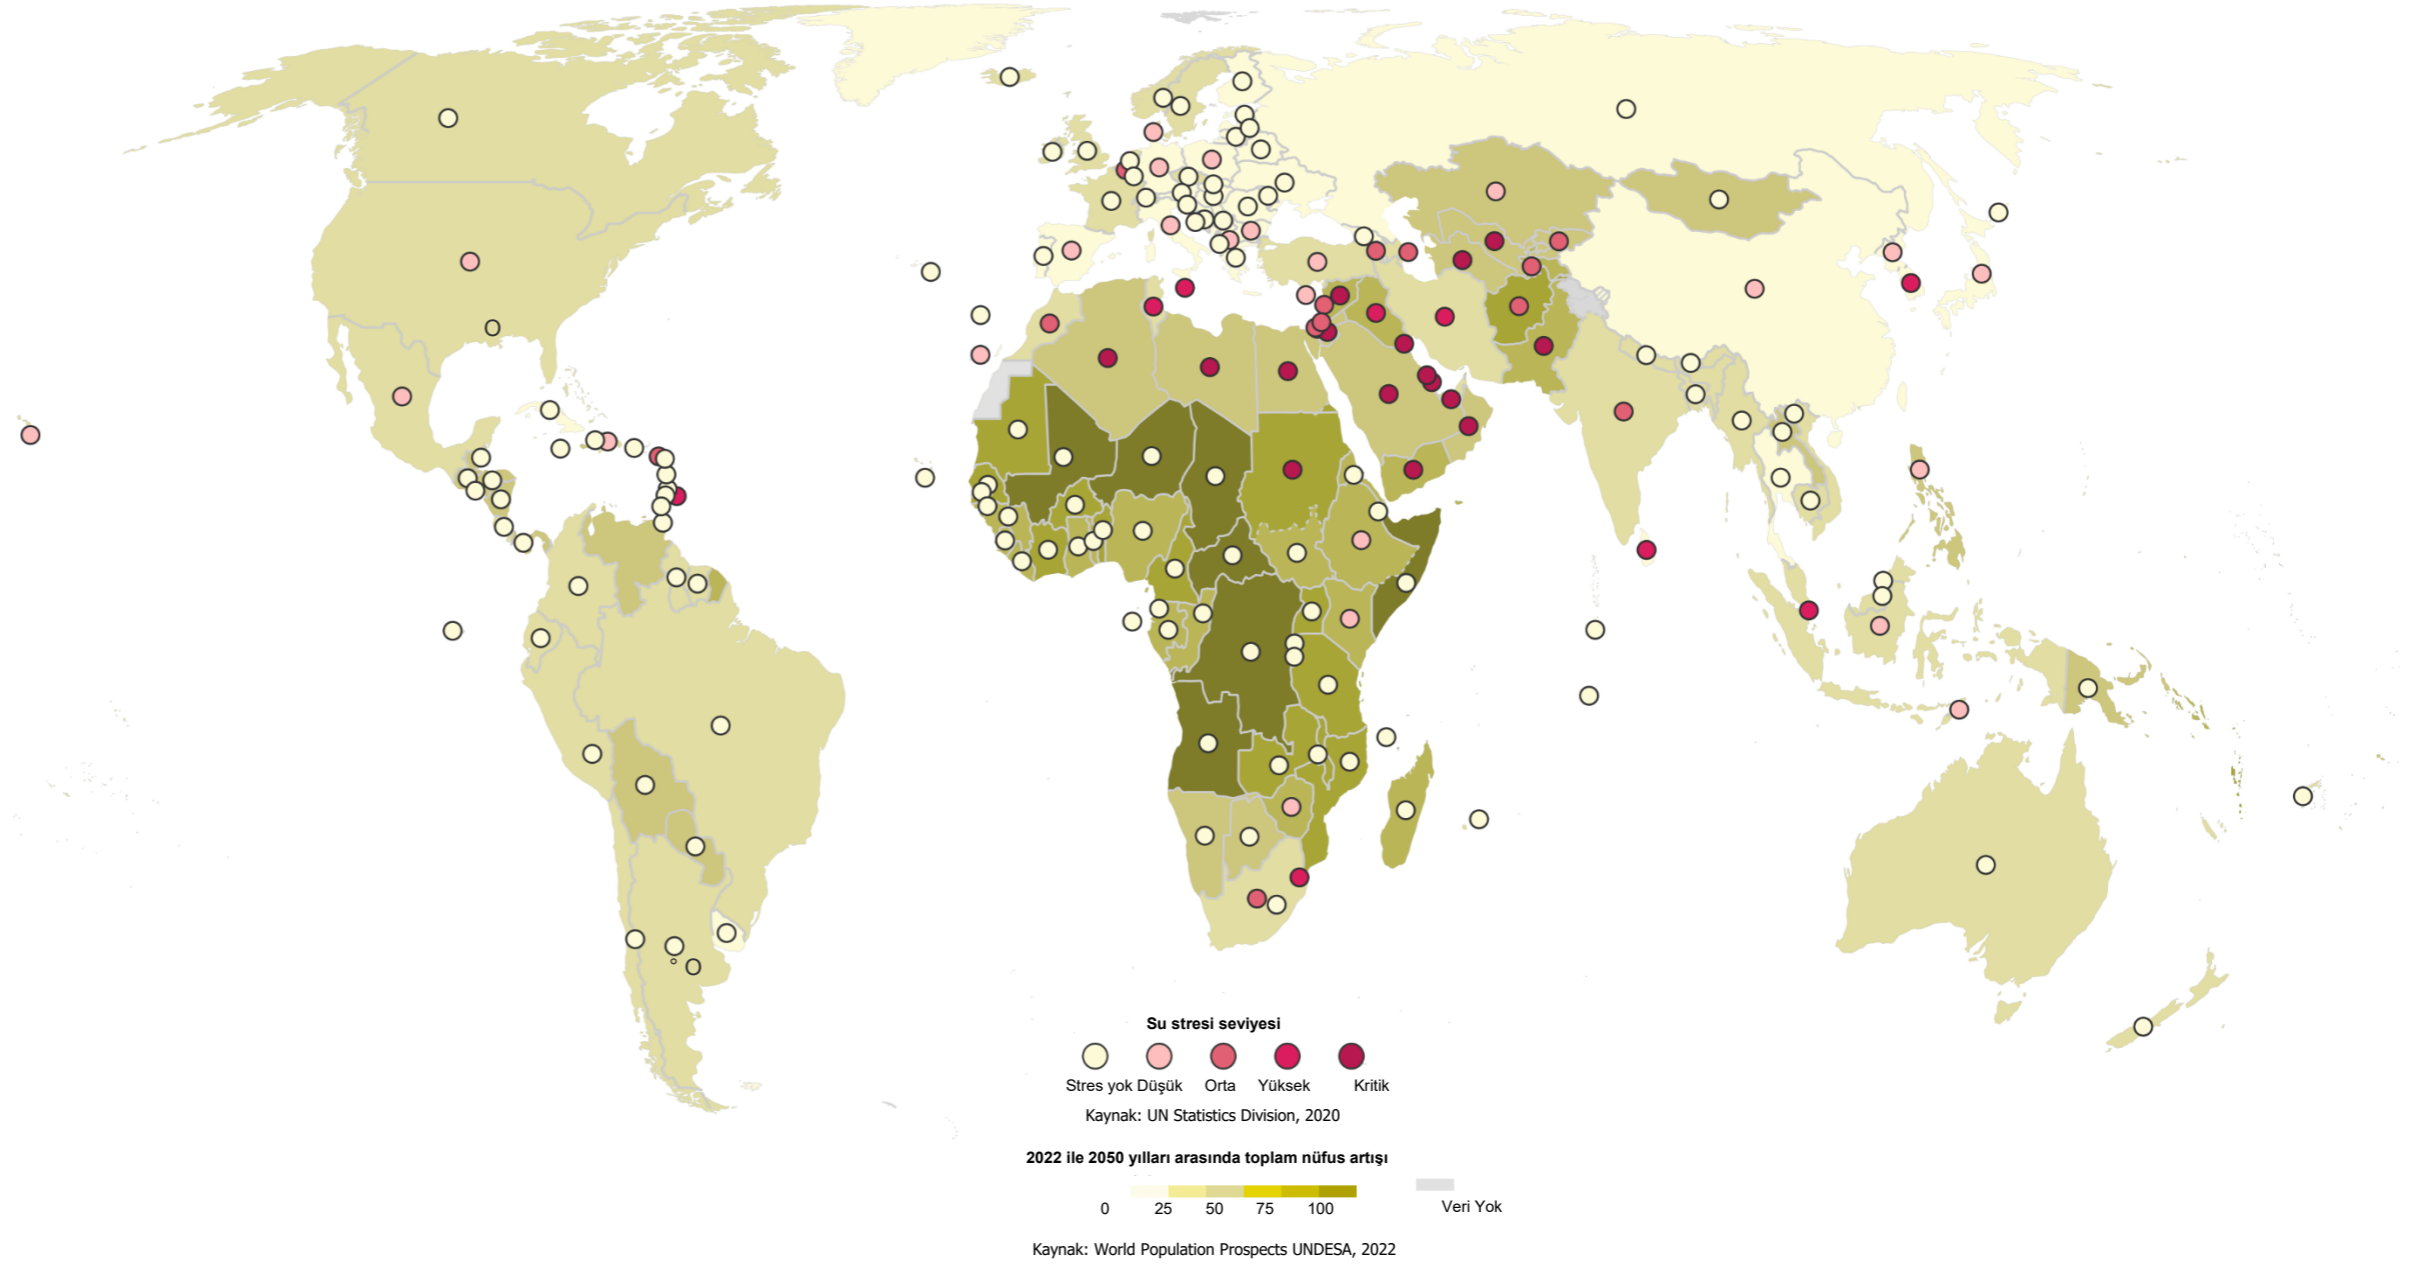 Su stresi seviyesi
Stres yok Düşük Orta Yüksek Kritik
Kaynak: UN Statistics Division, 2020
2022 ile 2050 yılları arasında toplam nüfus artışı
0 25 50 75 100 Veri Yok
Kaynak: World Population Prospects UNDESA, 2022